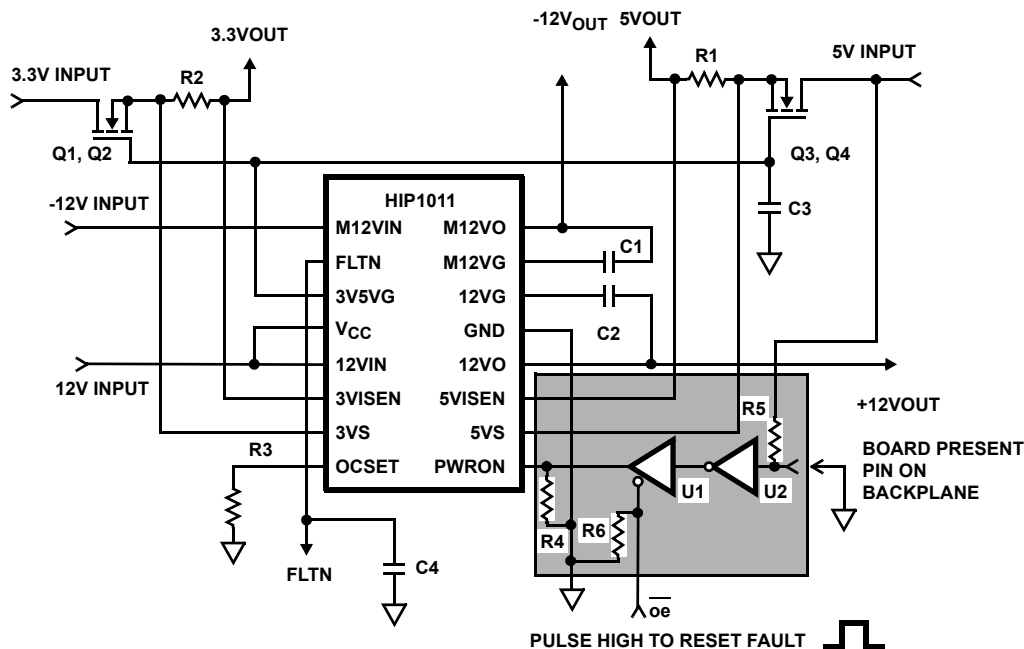 -12VOUT 5VOUT
3.3VOUT
R1
5V INPUT
3.3V INPUT
R2
Q1, Q2
Q3, Q4
HIP1011
C3
-12V INPUT
M12VIN M12VO
C1
FLTN M12VG
3V5VG 12VG
C2
VCC GND
12VIN 12VO
12V INPUT
3VISEN 5VISEN
R5
+12VOUT
3VS 5VS
R3
BOARD PRESENT
PIN ON
BACKPLANE
OCSET PWRON
U1 U2
R4
R6
FLTN
C4
oe
PULSE HIGH TO RESET FAULT